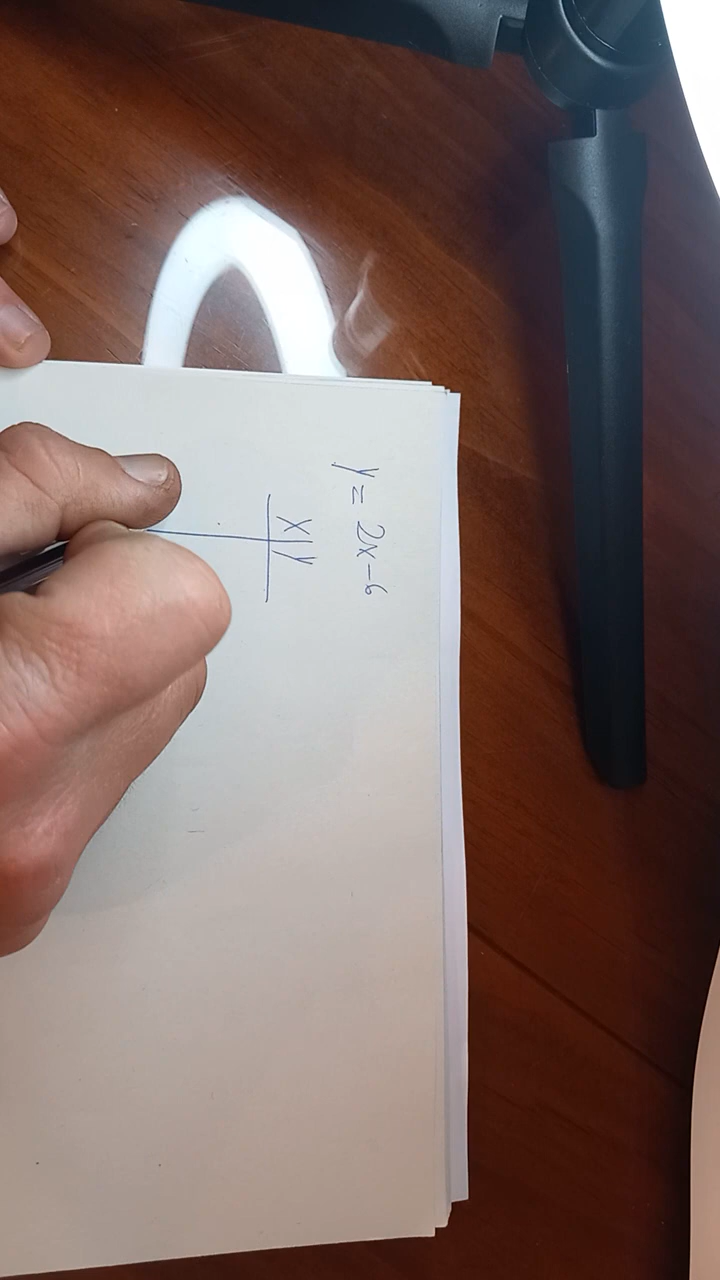 y = 2x-6
x | y